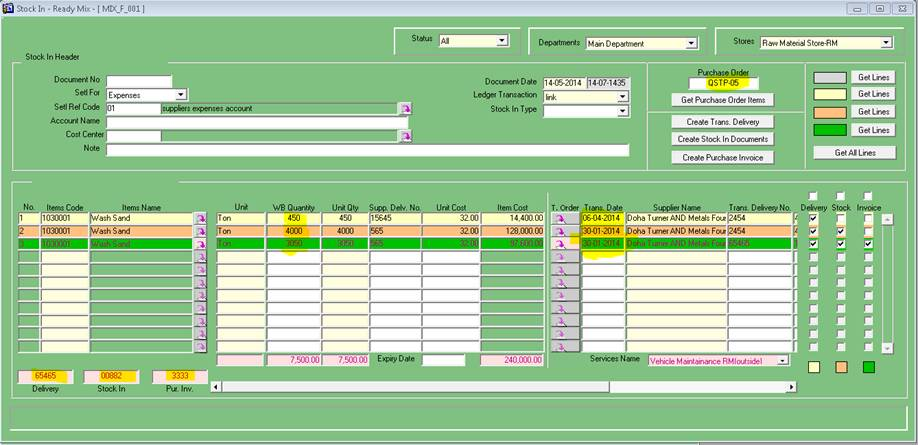 Stock In - Ready Mix - [ MIX_F_001 ]
Status All
Departments Main Department
Stores Raw Material Store-RM
Stock In Header
Document No
Setl For Expenses
Setl Ref Code 01 suppliers expenses account
Account Name
Cost Center
Note
Document Date 14-05-2014 14-07-1435
Ledger Transaction link
Stock In Type
Purchase Order
QSTP-05
Get Purchase Order Items
Create Trans. Delivery
Create Stock In Documents
Create Purchase Invoice
Get Lines
Get Lines
Get Lines
Get Lines
Get All Lines
No. Items Code Items Name Unit WB Quantity Unit Qty Supp. Delv. No. Unit Cost Item Cost T. Order Trans. Date Supplier Name Trans. Delivery No. Delivery Stock Invoice
1 1030001 Wash Sand Ton 450 450 15645 32.00 14,400.00 06-04-2014 Doha Turner AND Metals Four 2454
2 1030001 Wash Sand Ton 4000 4000 565 32.00 128,000.00 30-01-2014 Doha Turner AND Metals Four 2454
3 1030001 Wash Sand Ton 3050 3050 565 32.00 97,600.00 30-01-2014 Doha Turner AND Metals Four 65465
7,500.00 7,500.00 Expiry Date 240,000.00 Services Name Vehicle Maintainance RM(outside)
65465 00882 3333
Delivery Stock In Pur. Inv.